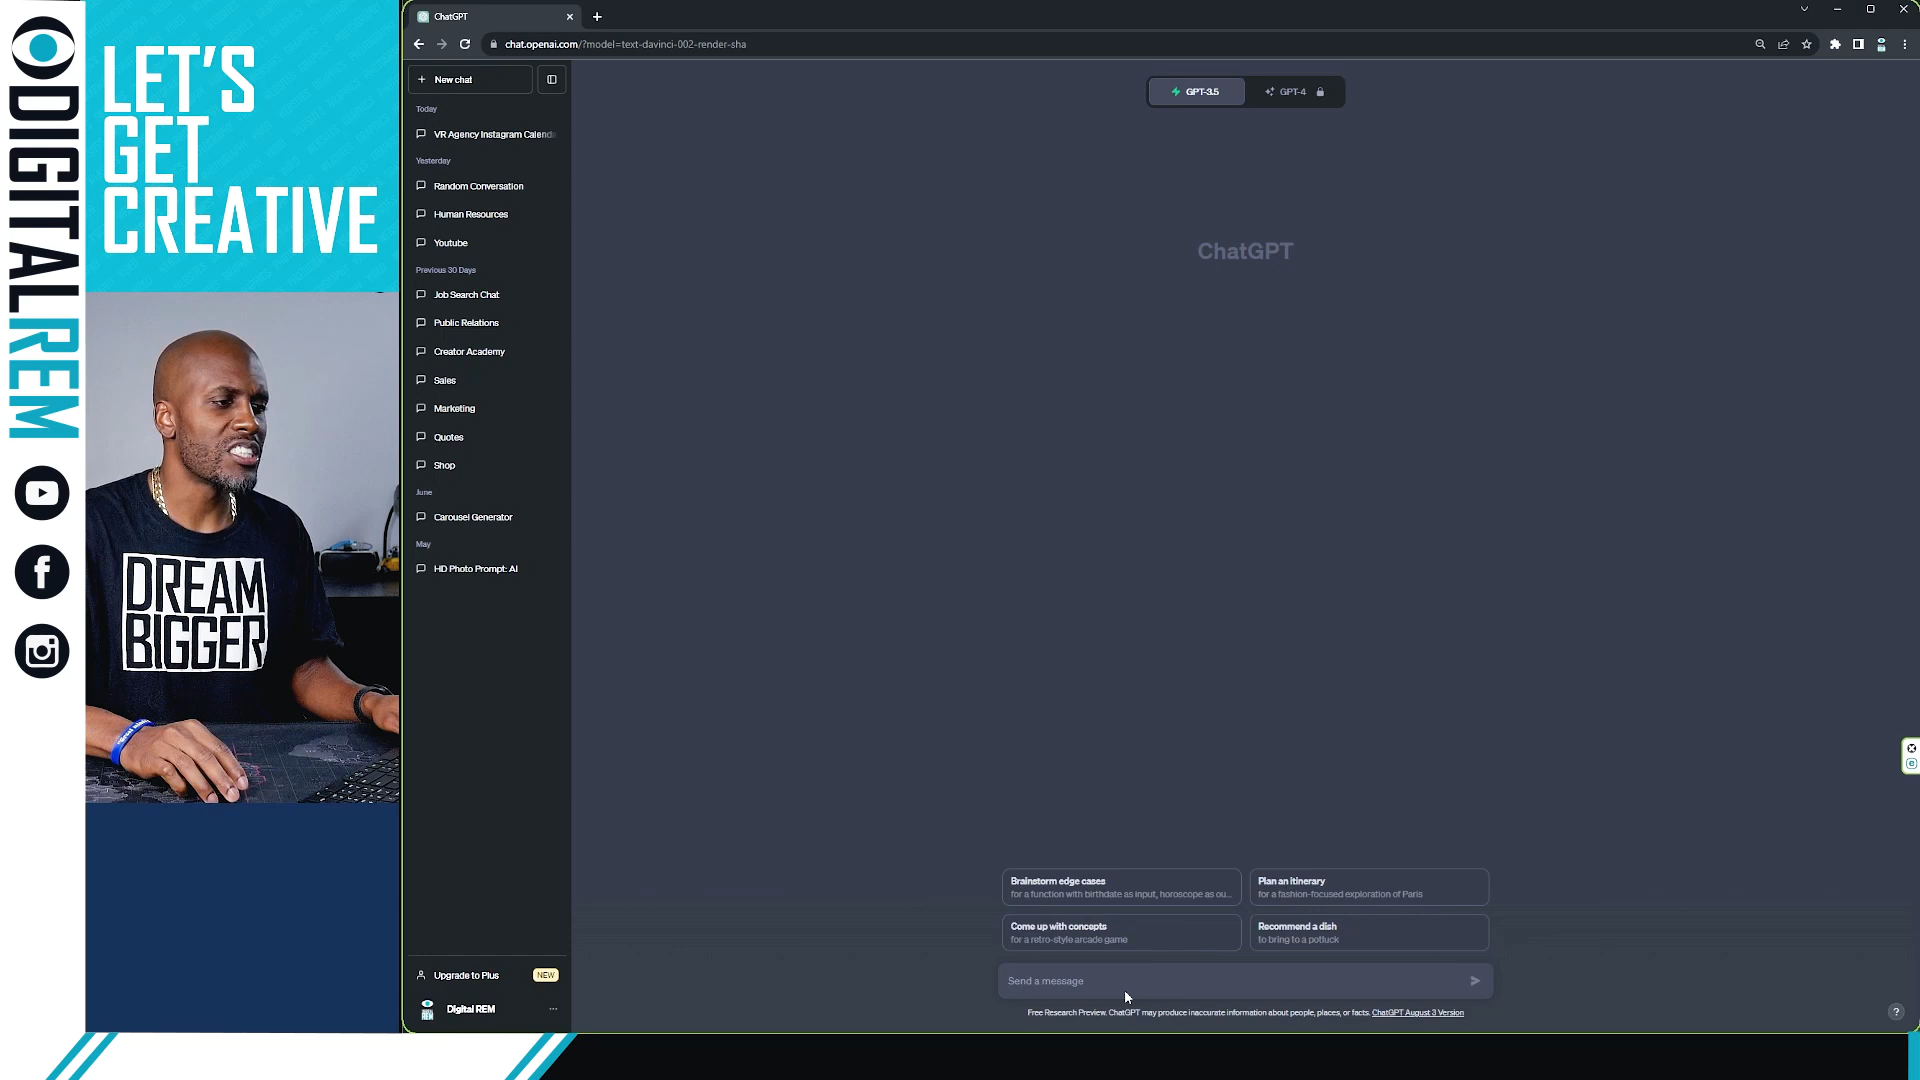 DIGITALREM
LET'S
GET
CREATIVE
DREAM
BIGGER
ChatGPT
chat.openai.com/?model=text-davinci-002-render-sha
New chat
Today
VR Agency Instagram Calenda
Yesterday
Random Conversation
Human Resources
Youtube
Previous 30 Days
Job Search Chat
Public Relations
Creator Academy
Sales
Marketing
Quotes
Shop
June
Carousel Generator
May
HD Photo Prompt: AI
Upgrade to Plus
NEW
Digital REM
GPT-3.5
GPT-4
ChatGPT
Brainstorm edge cases
for a function with birthdate as input, horoscope as ou...
Plan an itinerary
for a fashion-focused exploration of Paris
Come up with concepts
for a retro-style arcade game
Recommend a dish
to bring to a potluck
Send a message
Free Research Preview. ChatGPT may produce inaccurate information about people, places, or facts. ChatGPT August 3 Version
?